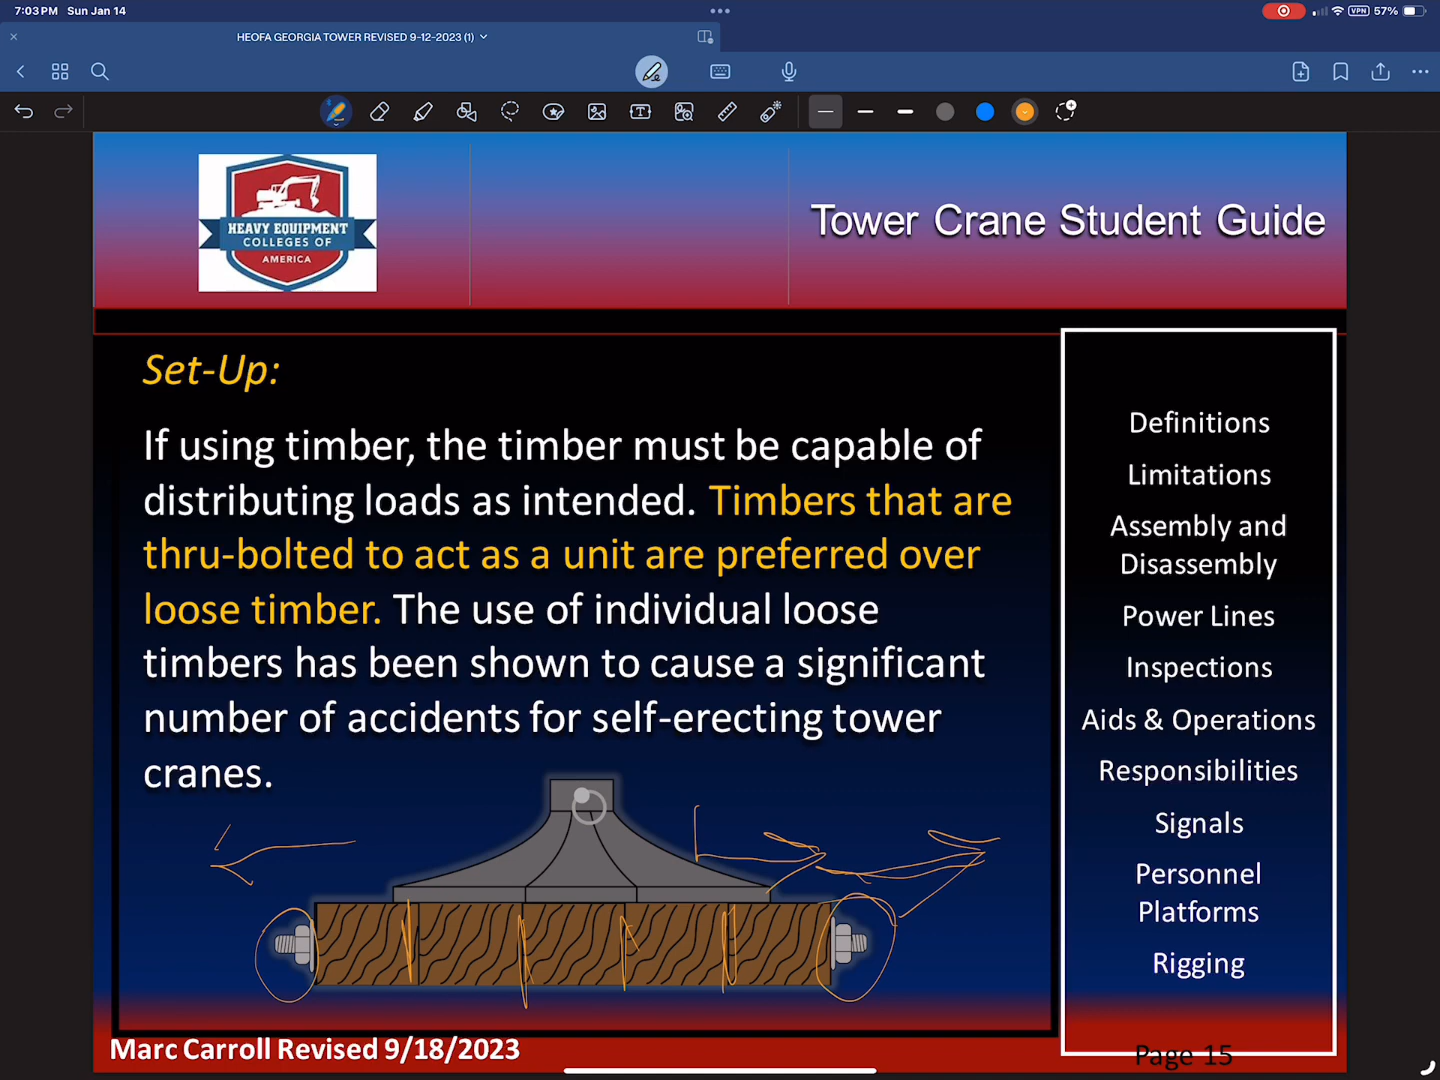 7:03 PM Sun Jan 14
VPN 57%
HEOFA GEORGIA TOWER REVISED 9-12-2023 (1)
HEAVY EQUIPMENT
COLLEGES OF
AMERICA
Tower Crane Student Guide
Set-Up:
If using timber, the timber must be capable of
distributing loads as intended. Timbers that are
thru-bolted to act as a unit are preferred over
loose timber. The use of individual loose
timbers has been shown to cause a significant
number of accidents for self-erecting tower
cranes.
Definitions
Limitations
Assembly and
Disassembly
Power Lines
Inspections
Aids & Operations
Responsibilities
Signals
Personnel
Platforms
Rigging
Marc Carroll Revised 9/18/2023
Page 15